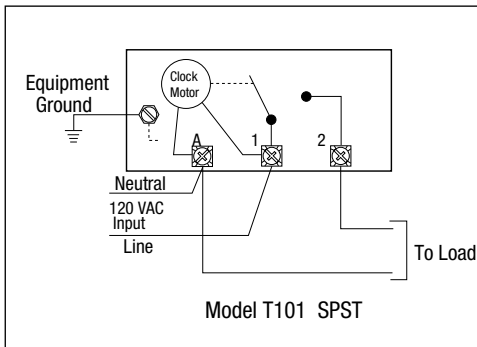 Clock
Motor
Equipment
Ground
A 1 2
Neutral
120 VAC
Input
Line
To Load
Model T101 SPST